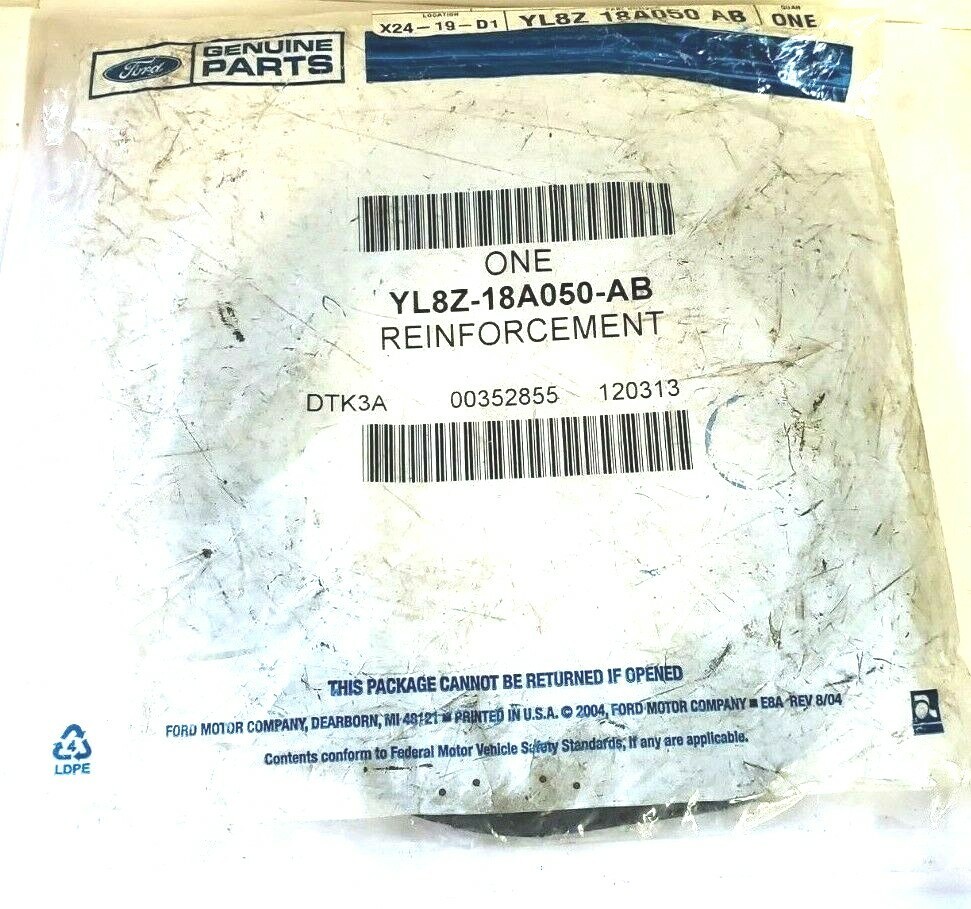 LOCATION
QUAN
X24-19-D1 YL8Z 18A050 AB ONE
Ford GENUINE PARTS
ONE
YL8Z-18A050-AB
REINFORCEMENT
DTK3A 00352855 120313
THIS PACKAGE CANNOT BE RETURNED IF OPENED
FORD MOTOR COMPANY, DEARBORN, MI 48121 ■ PRINTED IN U.S.A. © 2004, FORD MOTOR COMPANY ■ E8A REV 8/04
Contents conform to Federal Motor Vehicle Safety Standards, if any are applicable.
4
LDPE